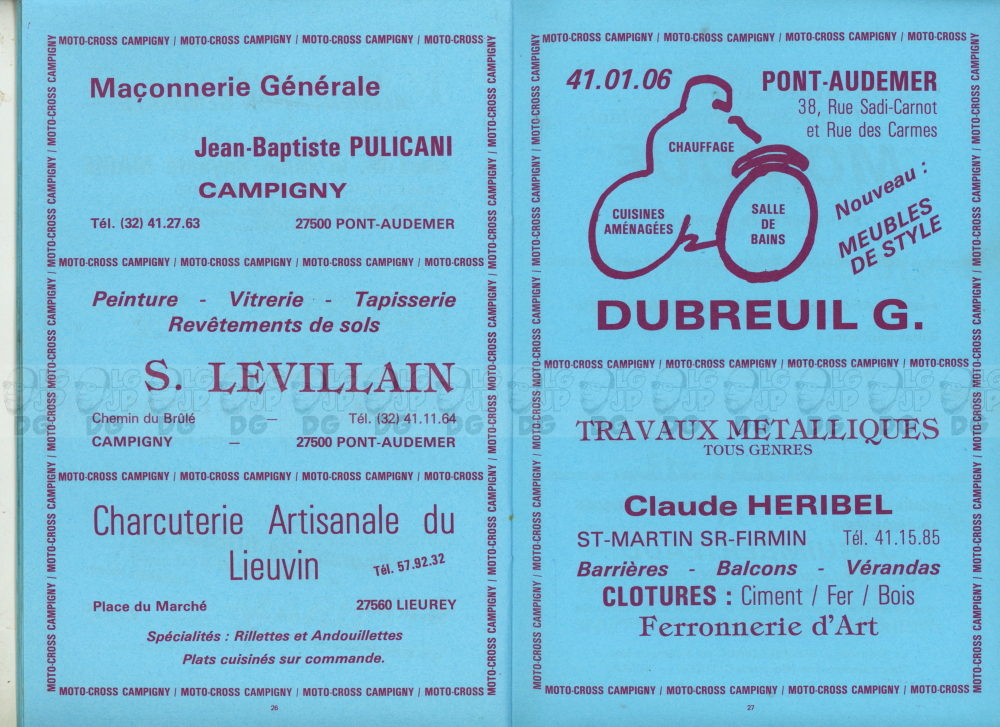 MOTO-CROSS CAMPIGNY / MOTO-CROSS CAMPIGNY / MOTO-CROSS CAMPIGNY / MOTO-CROSS
Maçonnerie Générale
Jean-Baptiste PULICANI
CAMPIGNY
Tél. (32) 41.27.63 27500 PONT-AUDEMER
MOTO-CROSS CAMPIGNY / MOTO-CROSS CAMPIGNY / MOTO-CROSS CAMPIGNY / MOTO-CROSS
Peinture - Vitrerie - Tapisserie
Revêtements de sols
S. LEVILLAIN
Chemin du Brûlé — Tél. (32) 41.11.64
CAMPIGNY — 27500 PONT-AUDEMER
MOTO-CROSS CAMPIGNY / MOTO-CROSS CAMPIGNY / MOTO-CROSS CAMPIGNY / MOTO-CROSS
Charcuterie Artisanale du
Lieuvin Tél. 57.92.32
Place du Marché 27560 LIEUREY
Spécialités : Rillettes et Andouillettes
Plats cuisinés sur commande.
MOTO-CROSS CAMPIGNY / MOTO-CROSS CAMPIGNY / MOTO-CROSS CAMPIGNY / MOTO-CROSS
26
MOTO-CROSS CAMPIGNY / MOTO-CROSS CAMPIGNY / MOTO-CROSS CAMPIGNY / MOTO-CROSS
41.01.06
PONT-AUDEMER
38, Rue Sadi-Carnot
et Rue des Carmes
CHAUFFAGE
CUISINES
AMÉNAGÉES
SALLE
DE
BAINS
Nouveau :
MEUBLES
DE STYLE
DUBREUIL G.
MOTO-CROSS CAMPIGNY / MOTO-CROSS CAMPIGNY / MOTO-CROSS CAMPIGNY / MOTO-CROSS
TRAVAUX METALLIQUES
TOUS GENRES
Claude HERIBEL
ST-MARTIN SR-FIRMIN Tél. 41.15.85
Barrières - Balcons - Vérandas
CLOTURES : Ciment / Fer / Bois
Ferronnerie d'Art
MOTO-CROSS CAMPIGNY / MOTO-CROSS CAMPIGNY / MOTO-CROSS CAMPIGNY / MOTO-CROSS
27